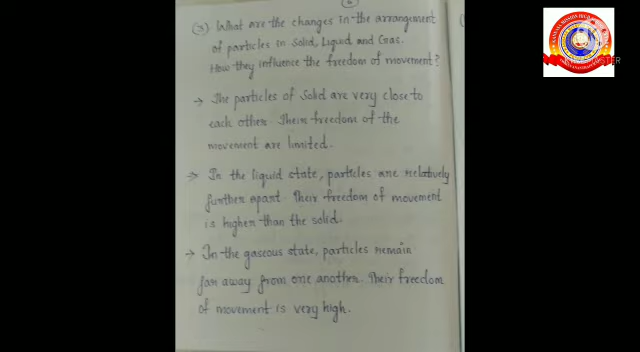 6
(3) What are the changes in the arrangement
of particles in Solid, Liquid and Gas.
How they influence the freedom of movement?
→ The particles of solid are very close to
each other. Their freedom of the
movement are limited.
→ In the liquid state, particles are relatively
further apart. Their freedom of movement
is higher than the solid.
→ In the gaseous state, particles remain
far away from one another. Their freedom
of movement is very high.